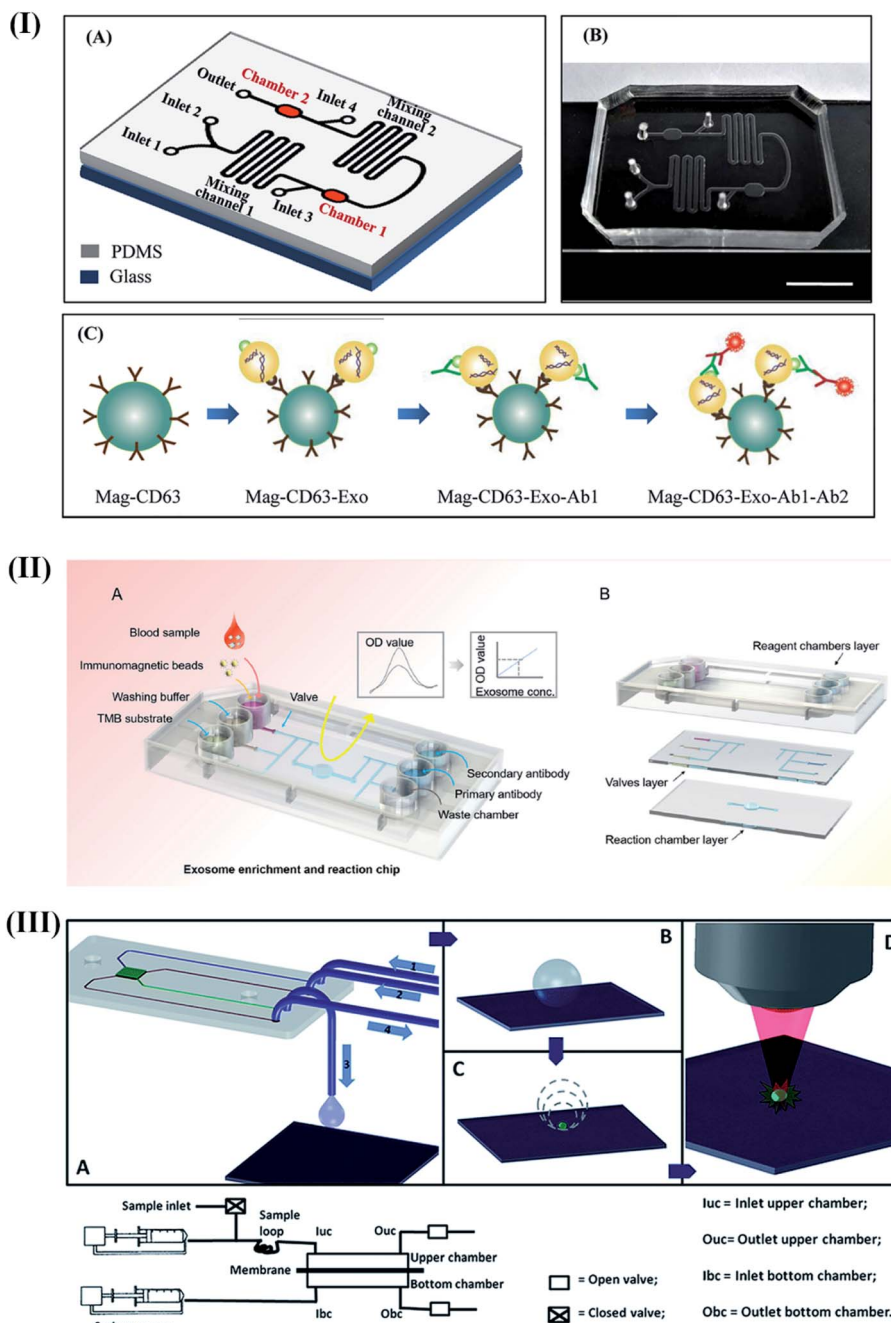 (I)
(A)
Outlet
Chamber 2
Inlet 4
Mixing
channel 2
Inlet 2
Inlet 1
Mixing
channel 1
Inlet 3
Chamber 1
PDMS
Glass
(B)
(C)
Mag-CD63
Mag-CD63-Exo
Mag-CD63-Exo-Ab1
Mag-CD63-Exo-Ab1-Ab2
(II)
A
Blood sample
Immunomagnetic beads
Washing buffer
TMB substrate
Valve
OD value
OD value
Exosome conc.
Secondary antibody
Primary antibody
Waste chamber
Exosome enrichment and reaction chip
B
Reagent chambers layer
Valves layer
Reaction chamber layer
(III)
1
2
4
3
A
B
C
D
Sample inlet
Sample
loop
Iuc
Ouc
Upper chamber
Membrane
Bottom chamber
Ibc
Obc
= Open valve;
= Closed valve;
Iuc = Inlet upper chamber;
Ouc= Outlet upper chamber;
Ibc = Inlet bottom chamber;
Obc = Outlet bottom chamber.